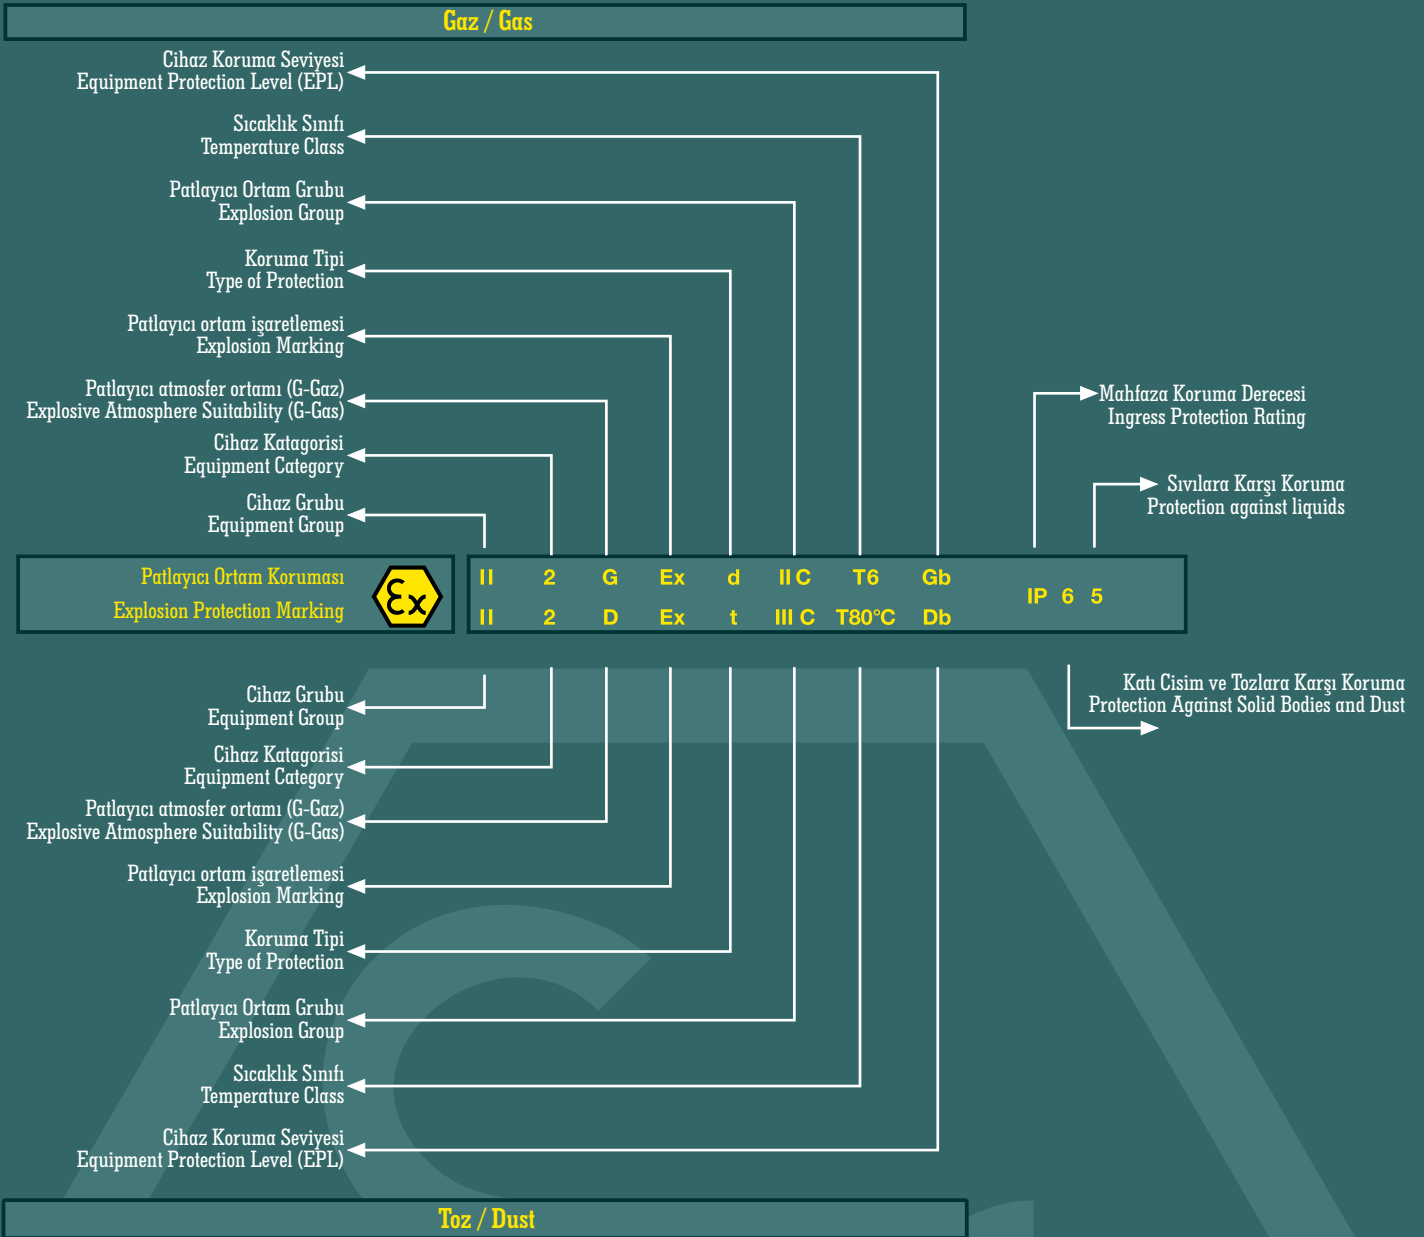 Gaz / Gas
Cihaz Koruma Seviyesi
Equipment Protection Level (EPL)
Sıcaklık Sınıfı
Temperature Class
Patlayıcı Ortam Grubu
Explosion Group
Koruma Tipi
Type of Protection
Patlayıcı ortam işaretlemesi
Explosion Marking
Patlayıcı atmosfer ortamı (G-Gaz)
Explosive Atmosphere Suitability (G-Gas)
Cihaz Katagorisi
Equipment Category
Cihaz Grubu
Equipment Group
Mahfaza Koruma Derecesi
Ingress Protection Rating
Sıvılara Karşı Koruma
Protection against liquids
Patlayıcı Ortam Koruması
Explosion Protection Marking
Ex
II 2 G Ex d II C T6 Gb
II 2 D Ex t III C T80°C Db
IP 6 5
Katı Cisim ve Tozlara Karşı Koruma
Protection Against Solid Bodies and Dust
Cihaz Grubu
Equipment Group
Cihaz Katagorisi
Equipment Category
Patlayıcı atmosfer ortamı (G-Gaz)
Explosive Atmosphere Suitability (G-Gas)
Patlayıcı ortam işaretlemesi
Explosion Marking
Koruma Tipi
Type of Protection
Patlayıcı Ortam Grubu
Explosion Group
Sıcaklık Sınıfı
Temperature Class
Cihaz Koruma Seviyesi
Equipment Protection Level (EPL)
Toz / Dust